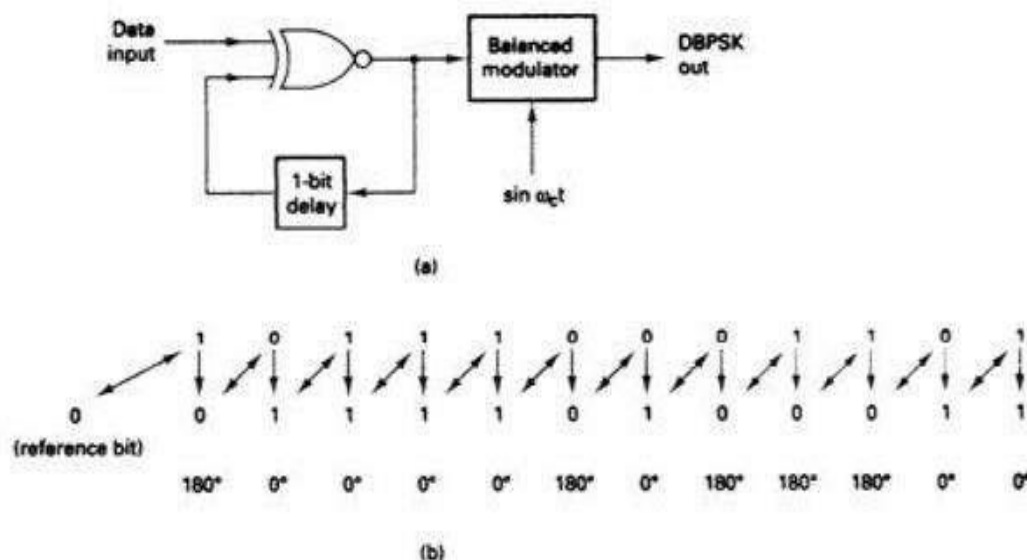 Data input
Balanced modulator
DBPSK out
1-bit delay
sin ω_c t
(a)
1 0 1 1 1 0 0 0 1 1 0 1
0 0 1 1 1 1 0 1 0 0 0 1 1
(reference bit)
180° 0° 0° 0° 0° 180° 0° 180° 180° 180° 0° 0°
(b)